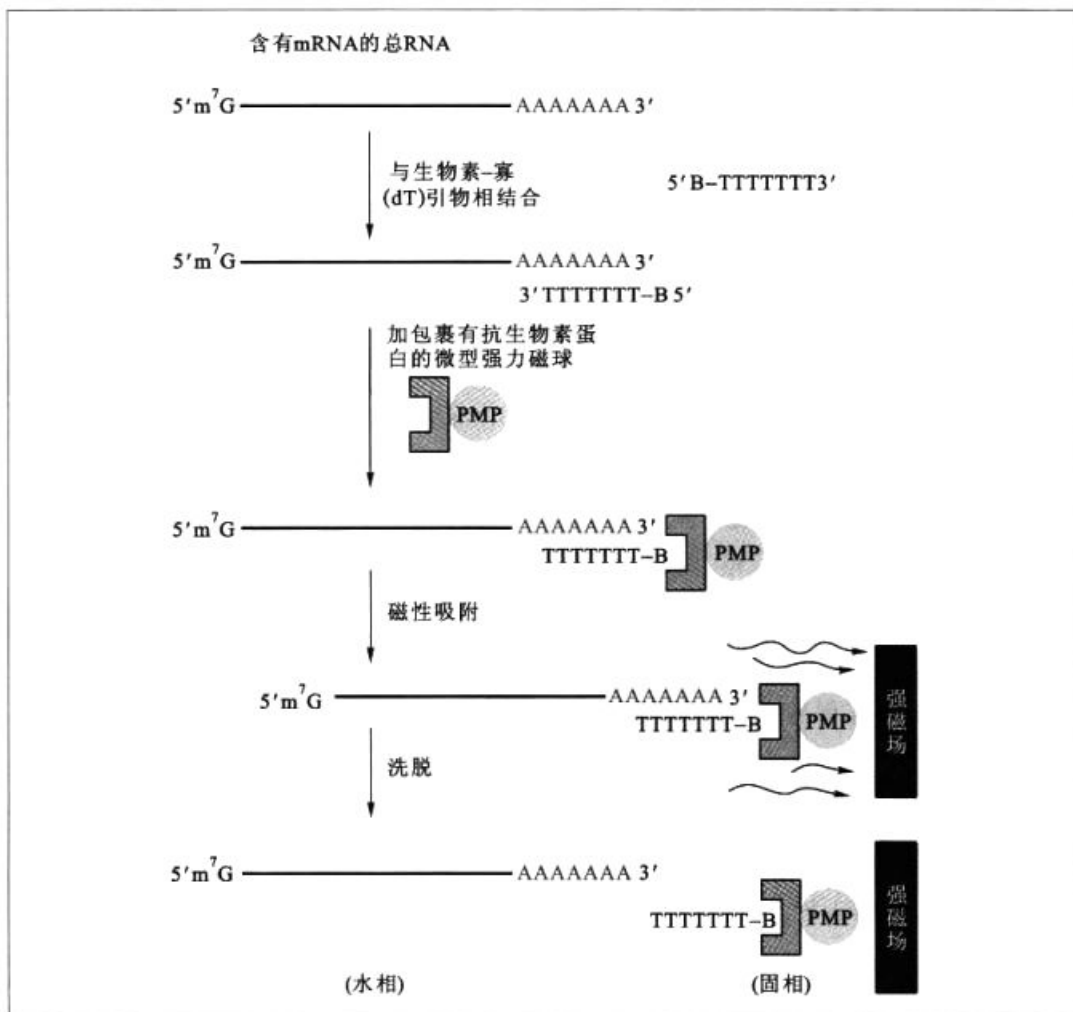 含有mRNA的总RNA
5′m⁷G AAAAAAA 3′
与生物素-寡
(dT)引物相结合
5′B-TTTTTTT3′
5′m⁷G AAAAAAA 3′
3′TTTTTTT-B 5′
加包裹有抗生物素蛋
白的微型强力磁球
PMP
5′m⁷G AAAAAAA 3′
TTTTTTT-B PMP
磁性吸附
5′m⁷G AAAAAAA 3′
TTTTTTT-B PMP
强磁场
洗脱
5′m⁷G AAAAAAA 3′
TTTTTTT-B PMP
强磁场
(水相) (固相)